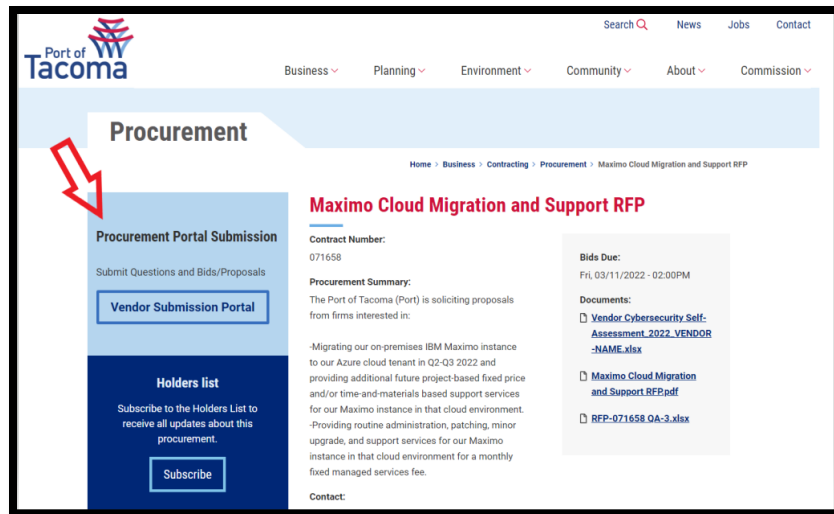 Search News Jobs Contact
Port of
Tacoma
Business Planning Environment Community About Commission
Procurement
Home > Business > Contracting > Procurement > Maximo Cloud Migration and Support RFP
Procurement Portal Submission
Submit Questions and Bids/Proposals
Vendor Submission Portal
Holders list
Subscribe to the Holders List to
receive all updates about this
procurement.
Subscribe
Maximo Cloud Migration and Support RFP
Contract Number:
071658
Procurement Summary:
The Port of Tacoma (Port) is soliciting proposals
from firms interested in:
-Migrating our on-premises IBM Maximo instance
to our Azure cloud tenant in Q2-Q3 2022 and
providing additional future project-based fixed price
and/or time-and-materials based support services
for our Maximo instance in that cloud environment.
-Providing routine administration, patching, minor
upgrade, and support services for our Maximo
instance in that cloud environment for a monthly
fixed managed services fee.
Contact:
Bids Due:
Fri, 03/11/2022 - 02:00PM
Documents:
Vendor Cybersecurity Self-
Assessment_2022_VENDOR
-NAME.xlsx
Maximo Cloud Migration
and Support RFP.pdf
RFP-071658 QA-3.xlsx